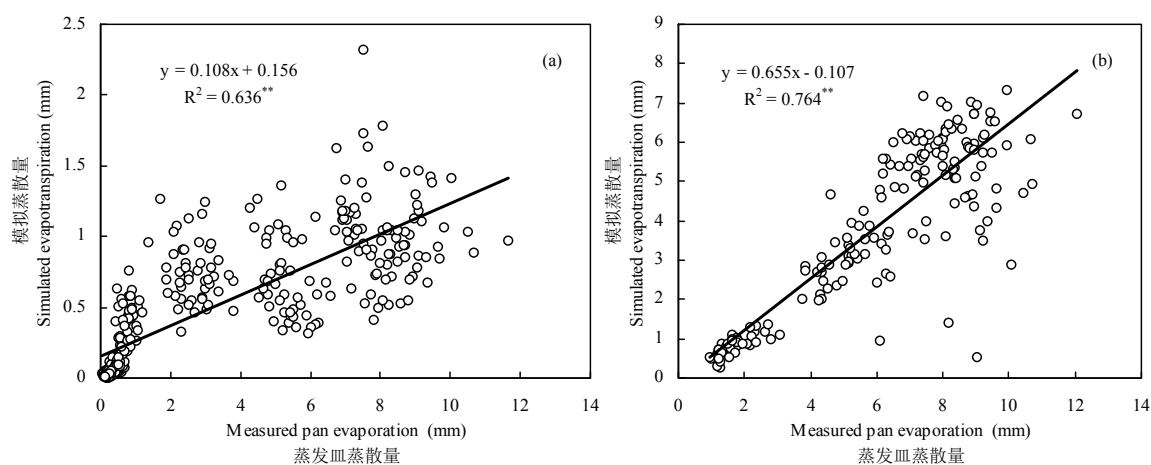 2.5
2
1.5
1
0.5
0
模拟蒸散量
Simulated evapotranspiration (mm)
(a)
y = 0.108x + 0.156
R² = 0.636**
0 2 4 6 8 10 12 14
Measured pan evaporation (mm)
蒸发皿蒸散量
9
8
7
6
5
4
3
2
1
0
模拟蒸散量
Simulated evapotranspiration (mm)
(b)
y = 0.655x - 0.107
R² = 0.764**
0 2 4 6 8 10 12 14
Measured pan evaporation (mm)
蒸发皿蒸散量